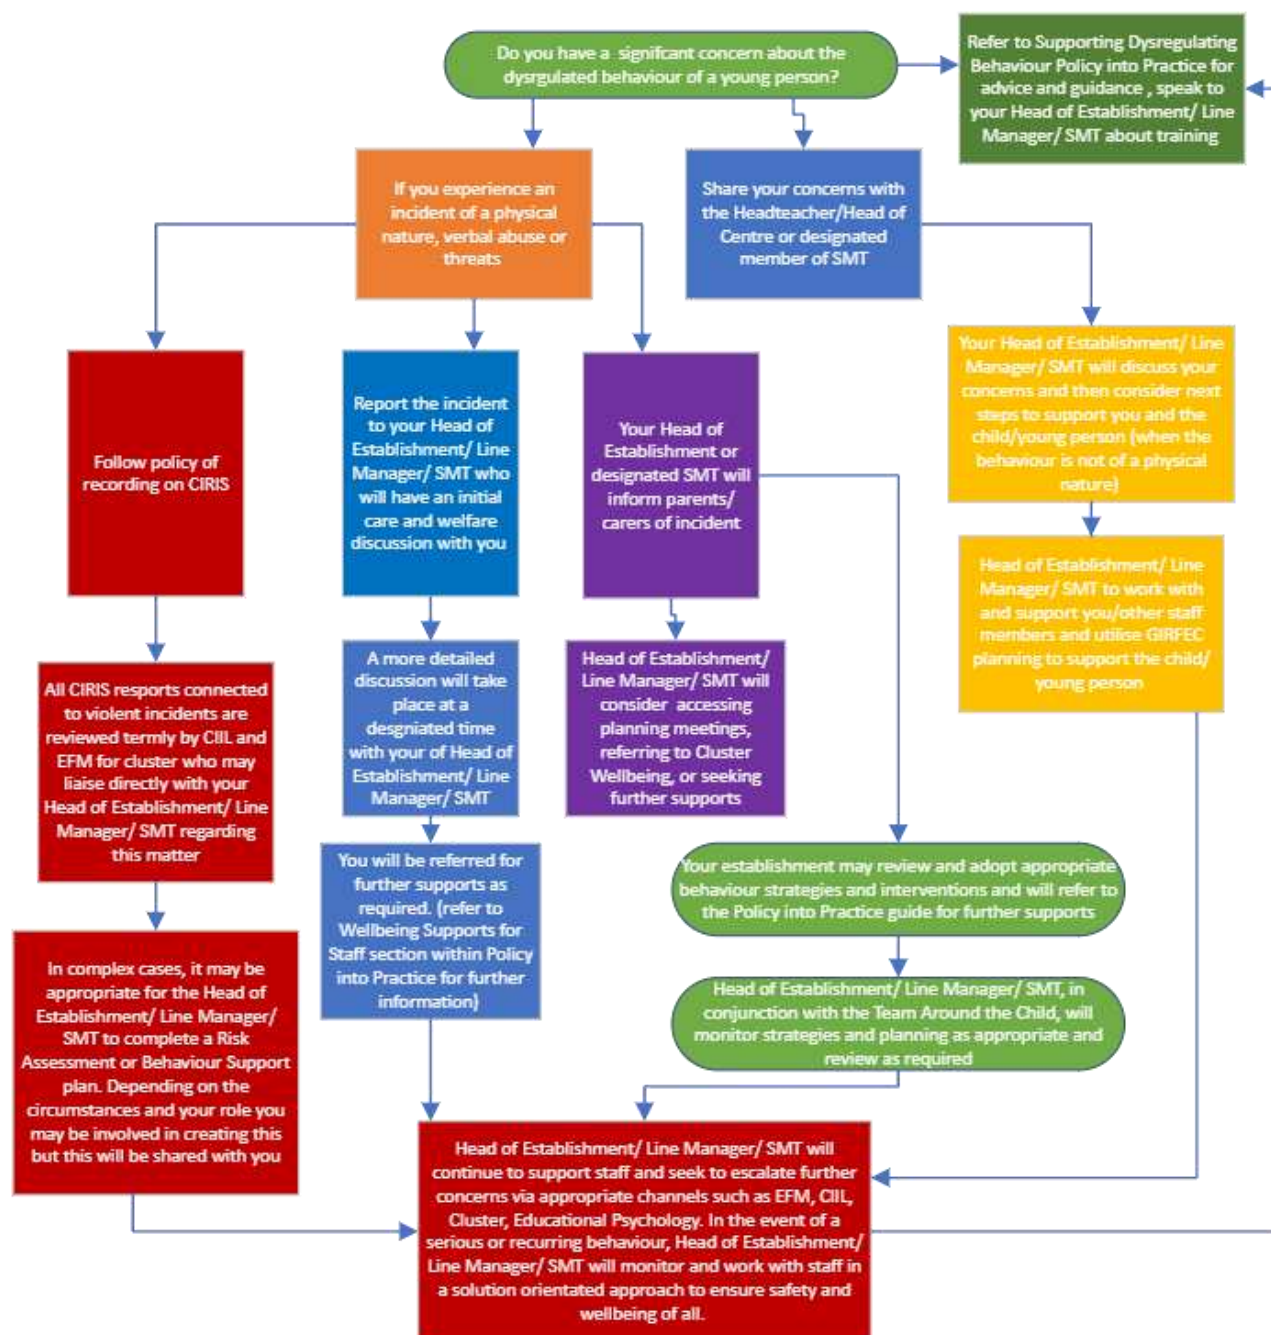 Do you have a  signifcant concern about the
dysrgulated behaviour of a young person?
Refer to Supporting Dysregulating
Behaviour Policy into Practice for
advice and guidance , speak to
your Head of Establishment/ Line
Manager/ SMT about training
If you experience an
incident of a physical
nature, verbal abuse or
threats
Share your concerns with
the Headteacher/Head of
Centre or designated
member of SMT
Follow policy of
recording on CIRIS
Report the incident
to your Head of
Establishment/ Line
Manager/ SMT who
will have an initial
care and welfare
discussion with you
Your Head of
Establishment or
designated SMT will
inform parents/
carers of incident
Your Head of Establishment/ Line
Manager/ SMT will discuss your
concerns and then consider next
steps to support you and the
child/young person (when the
behaviour is not of a physical
nature)
Head of Establishment/ Line
Manager/ SMT to work with
and support you/other staff
members and utilise GIRFEC
planning to support the child/
young person
All CIRIS resports connected
to violent incidents are
reviewed termly by CIIL and
EFM for cluster who may
liaise directly with your
Head of Establishment/ Line
Manager/ SMT regarding
this matter
A more detailed
discussion will take
place at a
desgniated time
with your of Head of
Establishment/ Line
Manager/ SMT
Head of Establishment/
Line Manager/ SMT will
consider  accessing
planning meetings,
referring to Cluster
Wellbeing, or seeking
further supports
You will be referred for
further supports as
required. (refer to
Wellbeing Supports for
Staff section within Policy
into Practice for further
information)
Your establishment may review and adopt appropriate
behaviour strategies and interventions and will refer to
the Policy into Practice guide for further supports
In complex cases, it may be
appropriate for the Head of
Establishment/ Line Manager/
SMT to complete a Risk
Assessment or Behaviour Support
plan. Depending on the
circumstances and your role you
may be involved in creating this
but this will be shared with you
Head of Establishment/ Line Manager/ SMT, in
conjunction with the Team Around the Child, will
monitor strategies and planning as appropriate and
review as required
Head of Establishment/ Line Manager/ SMT will
continue to support staff and seek to escalate further
concerns via appropriate channels such as EFM, CIIL,
Cluster, Educational Psychology. In the event of a
serious or recurring behaviour, Head of Establishment/
Line Manager/ SMT will monitor and work with staff in
a solution orientated approach to ensure safety and
wellbeing of all.